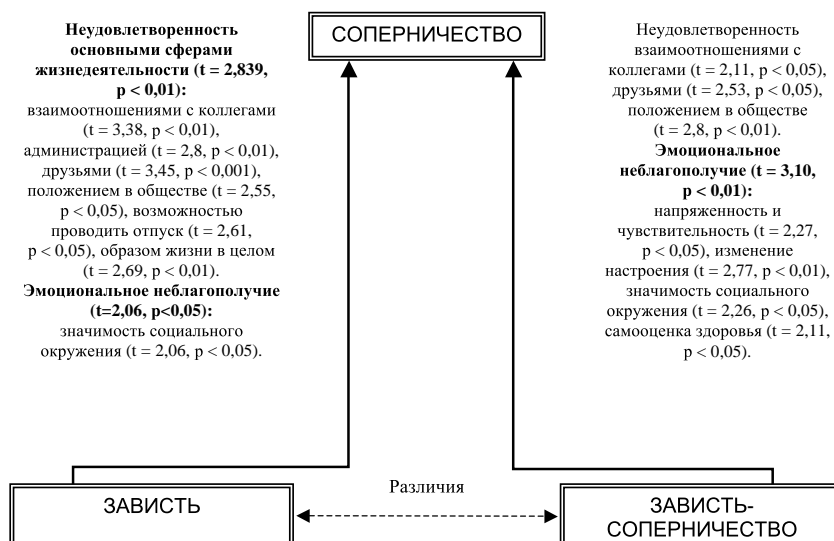 СОПЕРНИЧЕСТВО
Неудовлетворенность
основными сферами
жизнедеятельности (t = 2,839,
p < 0,01):
взаимоотношениями с коллегами
(t = 3,38, p < 0,01),
администрацией (t = 2,8, p < 0,01),
друзьями (t = 3,45, p < 0,001),
положением в обществе (t = 2,55,
p < 0,05), возможностью
проводить отпуск (t = 2,61,
p < 0,05), образом жизни в целом
(t = 2,69, p < 0,01).
Эмоциональное неблагополучие
(t=2,06, p<0,05):
значимость социального
окружения (t = 2,06, p < 0,05).
Неудовлетворенность
взаимоотношениями с
коллегами (t = 2,11, p < 0,05),
друзьями (t = 2,53, p < 0,05),
положением в обществе
(t = 2,8, p < 0,01).
Эмоциональное
неблагополучие (t = 3,10,
p < 0,01):
напряженность и
чувствительность (t = 2,27,
p < 0,05), изменение
настроения (t = 2,77, p < 0,01),
значимость социального
окружения (t = 2,26, p < 0,05),
самооценка здоровья (t = 2,11,
p < 0,05).
ЗАВИСТЬ
Различия
ЗАВИСТЬ-
СОПЕРНИЧЕСТВО